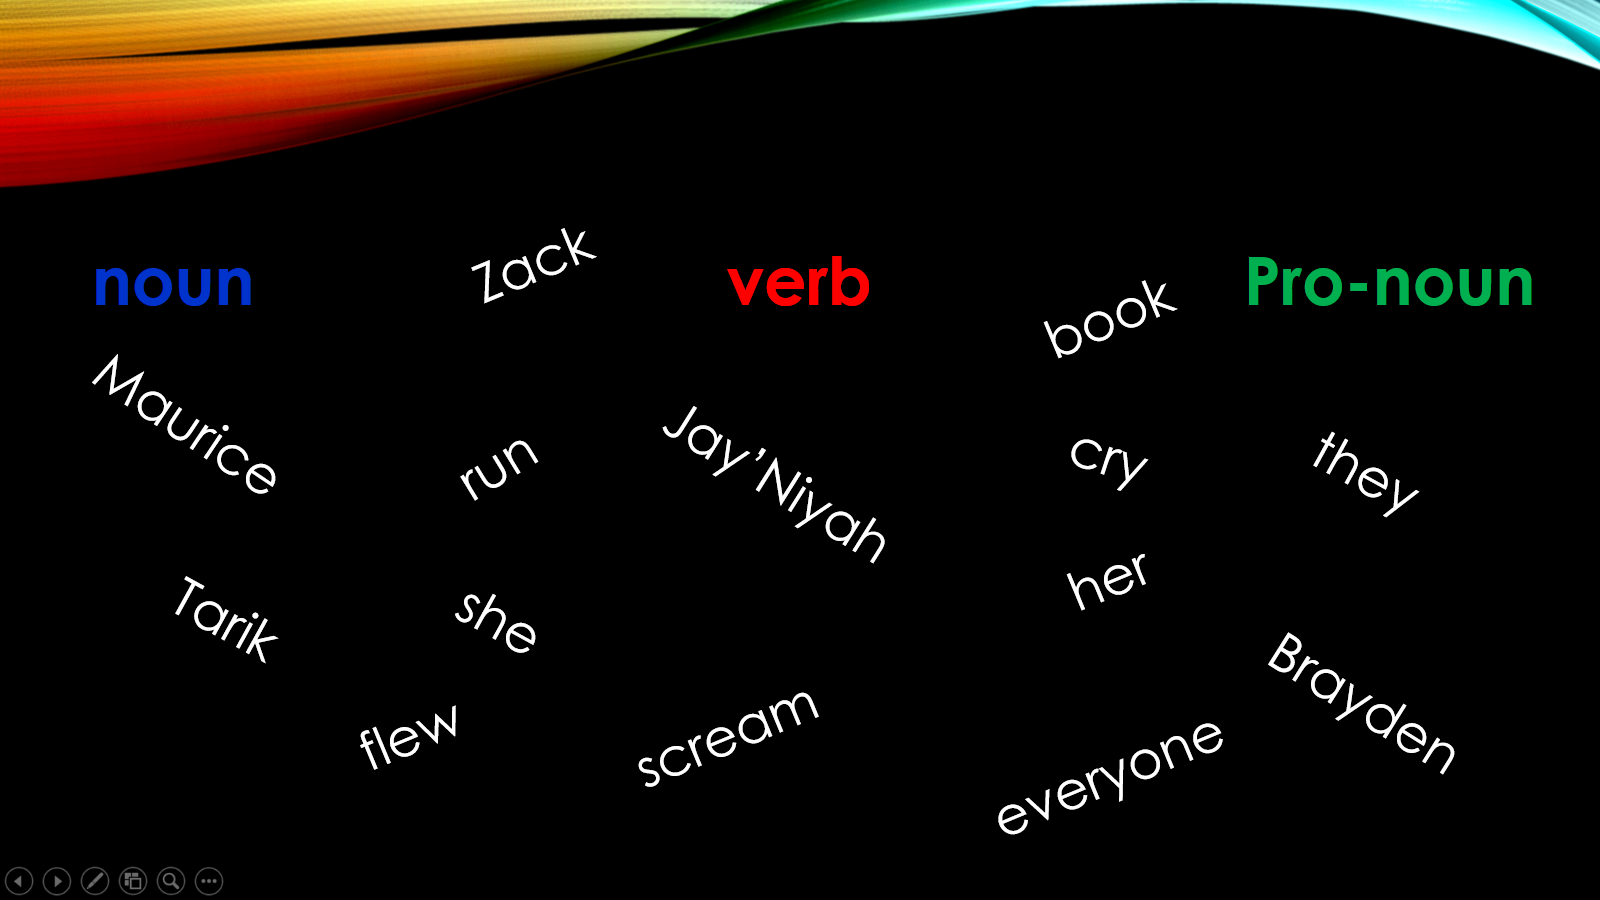 noun
Zack
verb
book
Pro-noun
Maurice
run
Jay’Niyah
cry
they
Tarik
she
her
flew
scream
everyone
Brayden